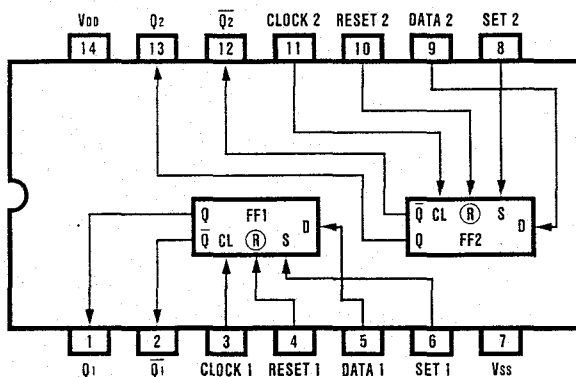 VDD Q2 Q̅2̅ CLOCK 2 RESET 2 DATA 2 SET 2
14 13 12 11 10 9 8
Q FF1 D
Q̅ CL R S
Q̅ CL R S D
Q FF2
1 2 3 4 5 6 7
Q1 Q̅1̅ CLOCK 1 RESET 1 DATA 1 SET 1 VSS